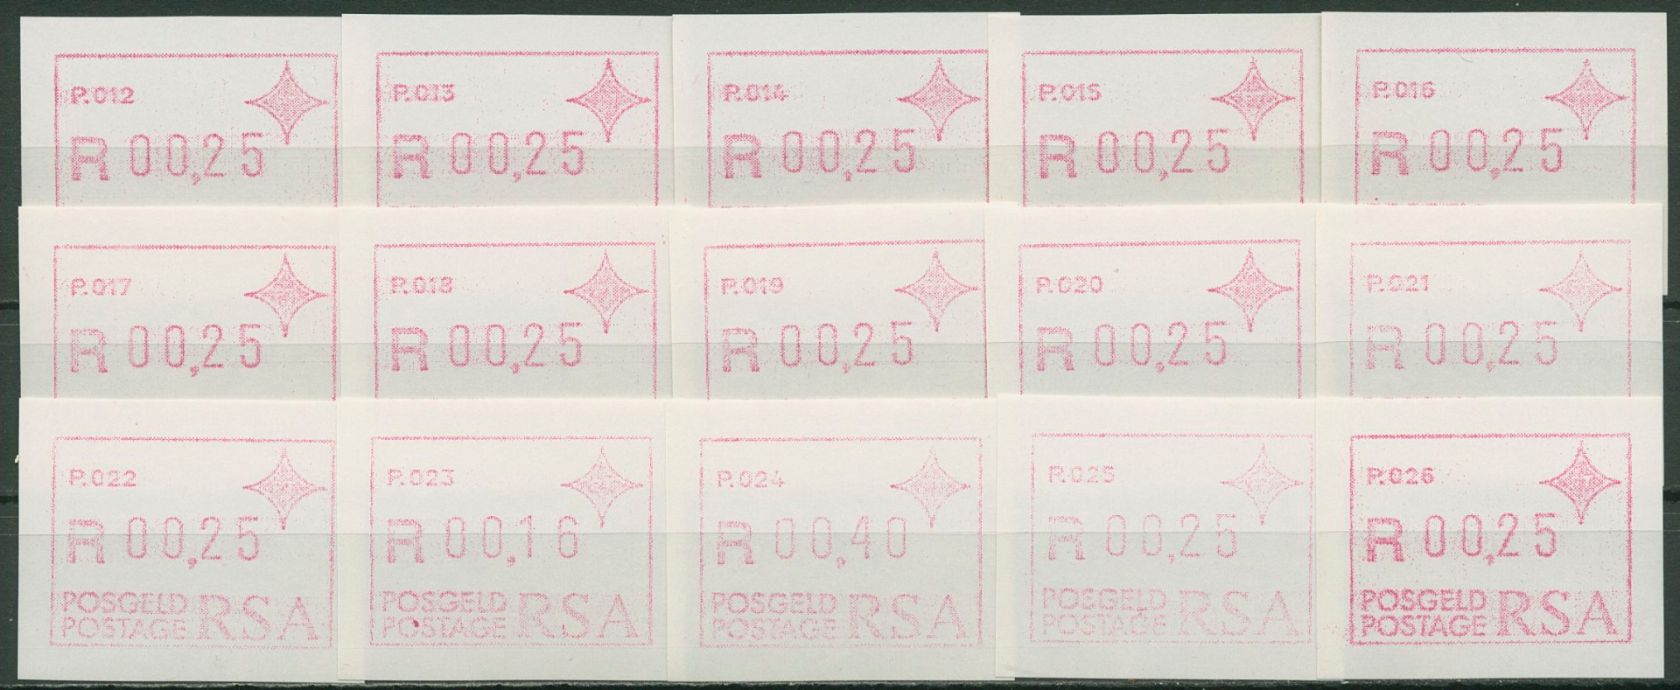 P.012
R 00,25
P.013
R 00,25
P.014
R 00,25
P.015
R 00,25
P.016
R 00,25
P.017
R 00,25
P.018
R 00,25
P.019
R 00,25
P.020
R 00,25
P.021
R 00,25
P.022
R 00,25
POSGELD
POSTAGE RSA
P.023
R 00,16
POSGELD
POSTAGE RSA
P.024
R 00,40
POSGELD
POSTAGE RSA
P.025
R 00,25
POSGELD
POSTAGE RSA
P.026
R 00,25
POSGELD
POSTAGE RSA